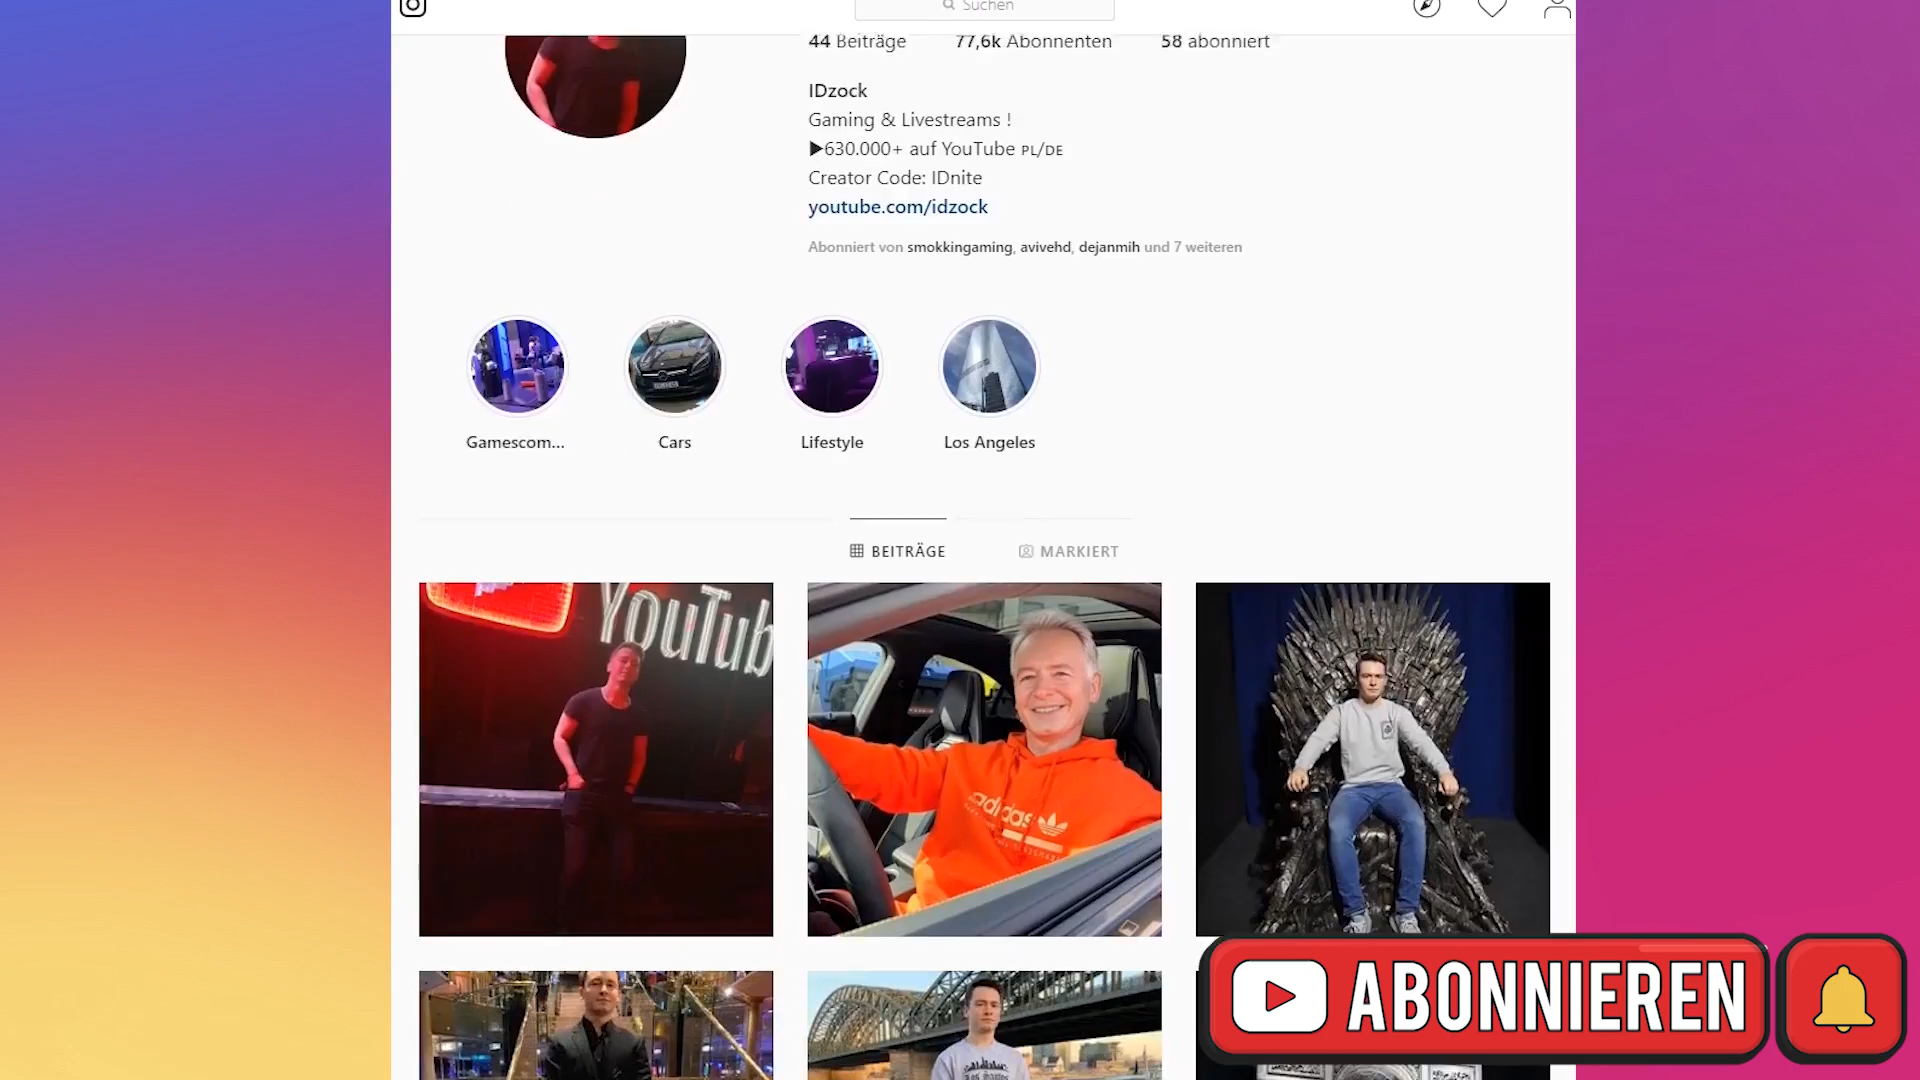 Suchen
44 Beiträge 77,6k Abonnenten 58 abonniert
IDzock
Gaming & Livestreams !
▶630.000+ auf YouTube PL/DE
Creator Code: IDnite
youtube.com/idzock
Abonniert von smokkingaming, avivehd, dejanmih und 7 weiteren
Gamescom... Cars Lifestyle Los Angeles
BEITRÄGE MARKIERT
YouTub
adidas
Los Santos
ABONNIEREN